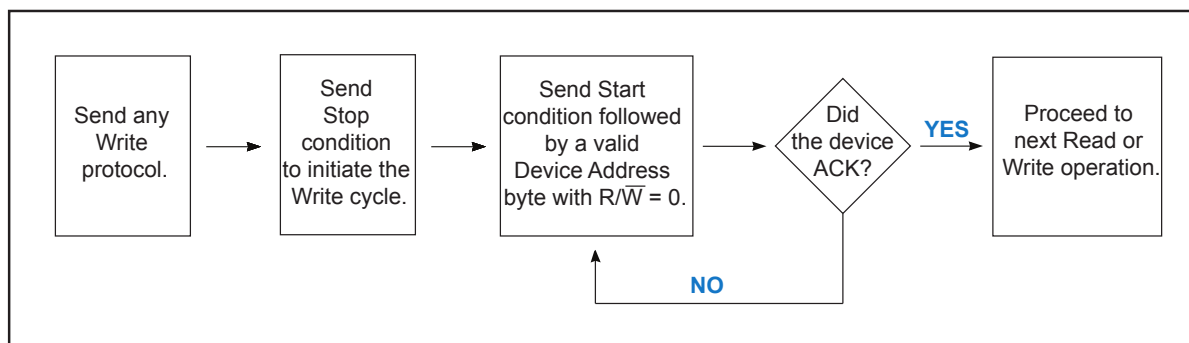 Send any
Write
protocol.
Send
Stop
condition
to initiate the
Write cycle.
Send Start
condition followed
by a valid
Device Address
byte with R/W̅ = 0.
Did
the device
ACK?
YES
Proceed to
next Read or
Write operation.
NO